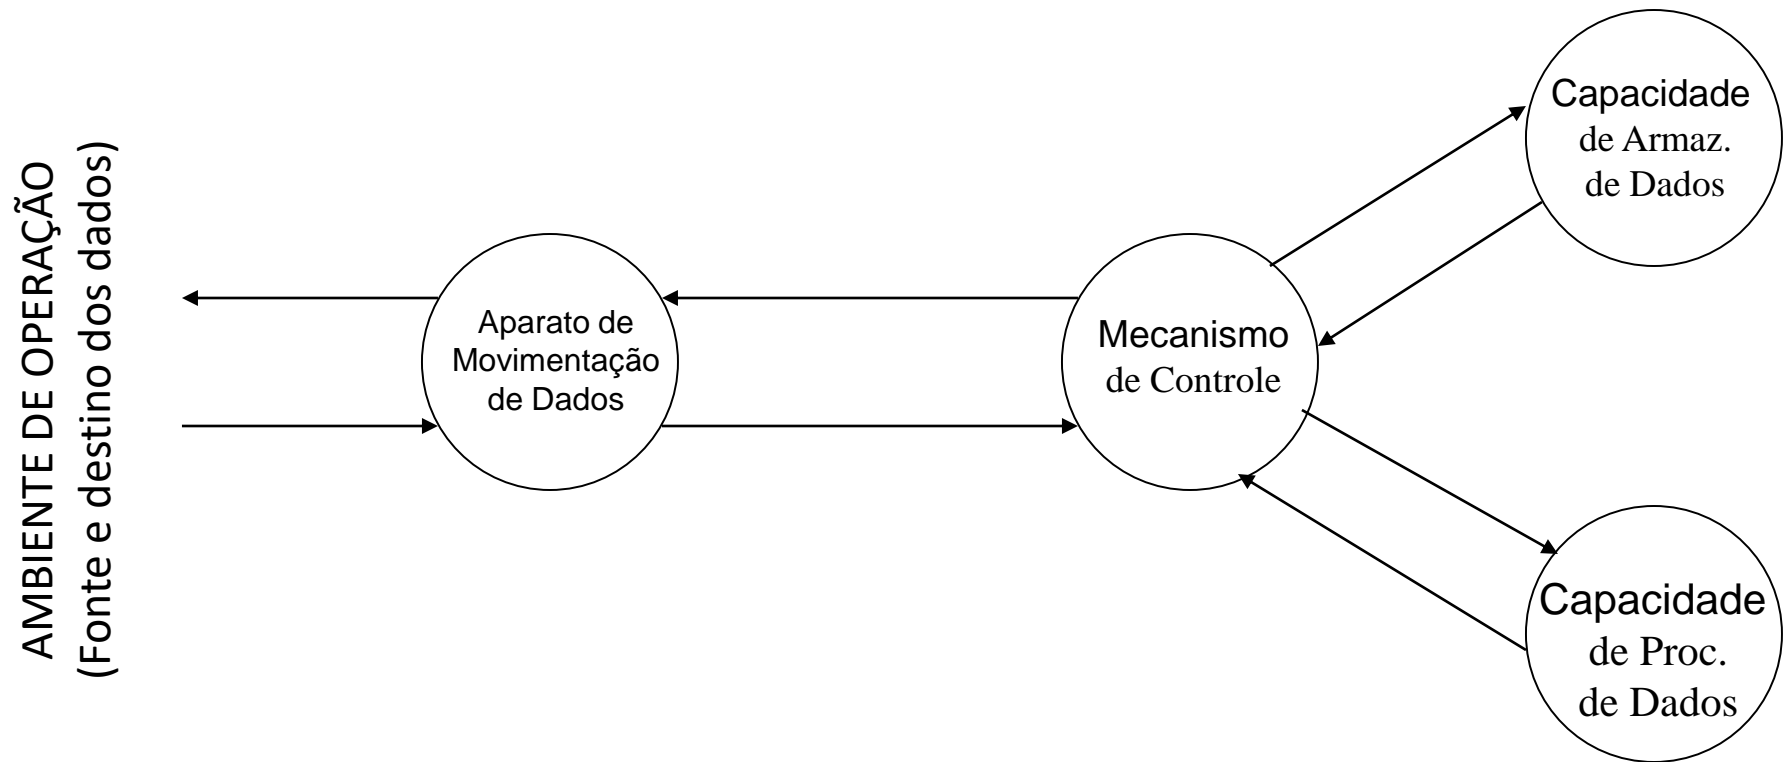 AMBIENTE DE OPERAÇÃO
(Fonte e destino dos dados)
Aparato de
Movimentação
de Dados
Mecanismo
de Controle
Capacidade
de Armaz.
de Dados
Capacidade
de Proc.
de Dados